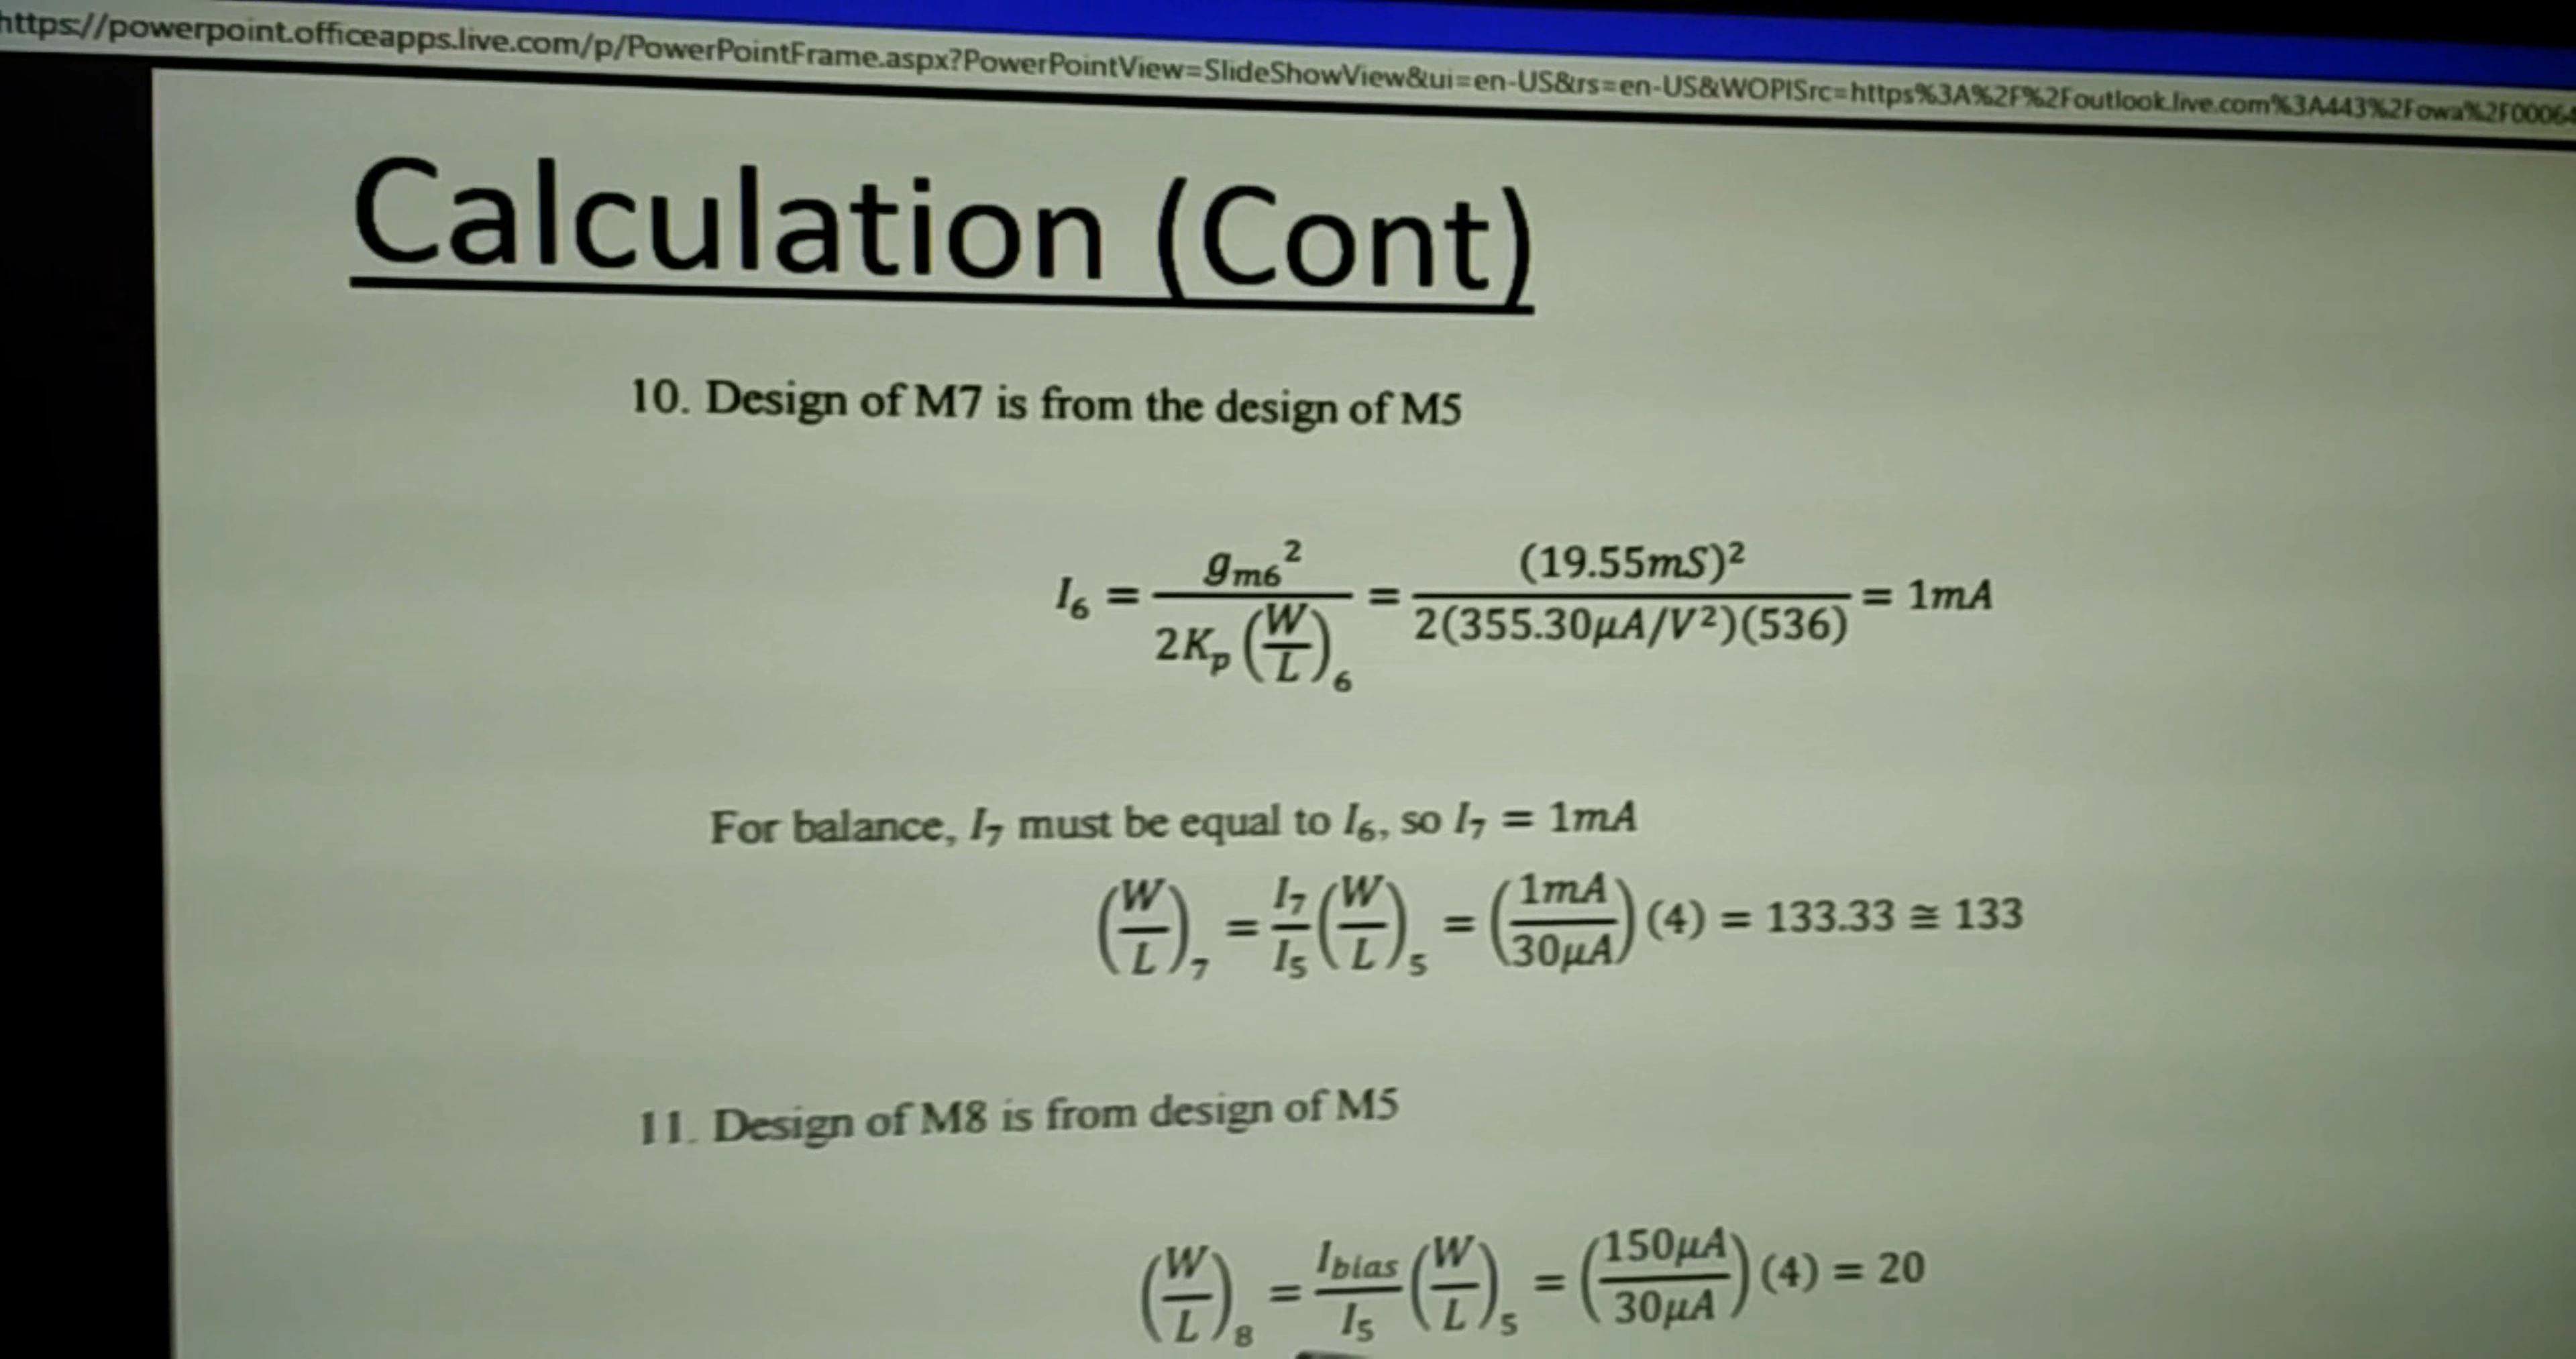 https://powerpoint.officeapps.live.com/p/PowerPointFrame.aspx?PowerPointView=SlideShowView&ui=en-US&rs=en-US&WOPISrc=https%3A%2F%2Foutlook.live.com%3A443%2Fowa%2F00064
Calculation (Cont)
10. Design of M7 is from the design of M5
I₆ = gₘ₆² / 2Kₚ(W/L)₆ = (19.55mS)² / 2(355.30μA/V²)(536) = 1mA
For balance, I₇ must be equal to I₆, so I₇ = 1mA
(W/L)₇ = I₇/I₅ (W/L)₅ = (1mA/30μA)(4) = 133.33 ≅ 133
11. Design of M8 is from design of M5
(W/L)₈ = I_bias/I₅ (W/L)₅ = (150μA/30μA)(4) = 20